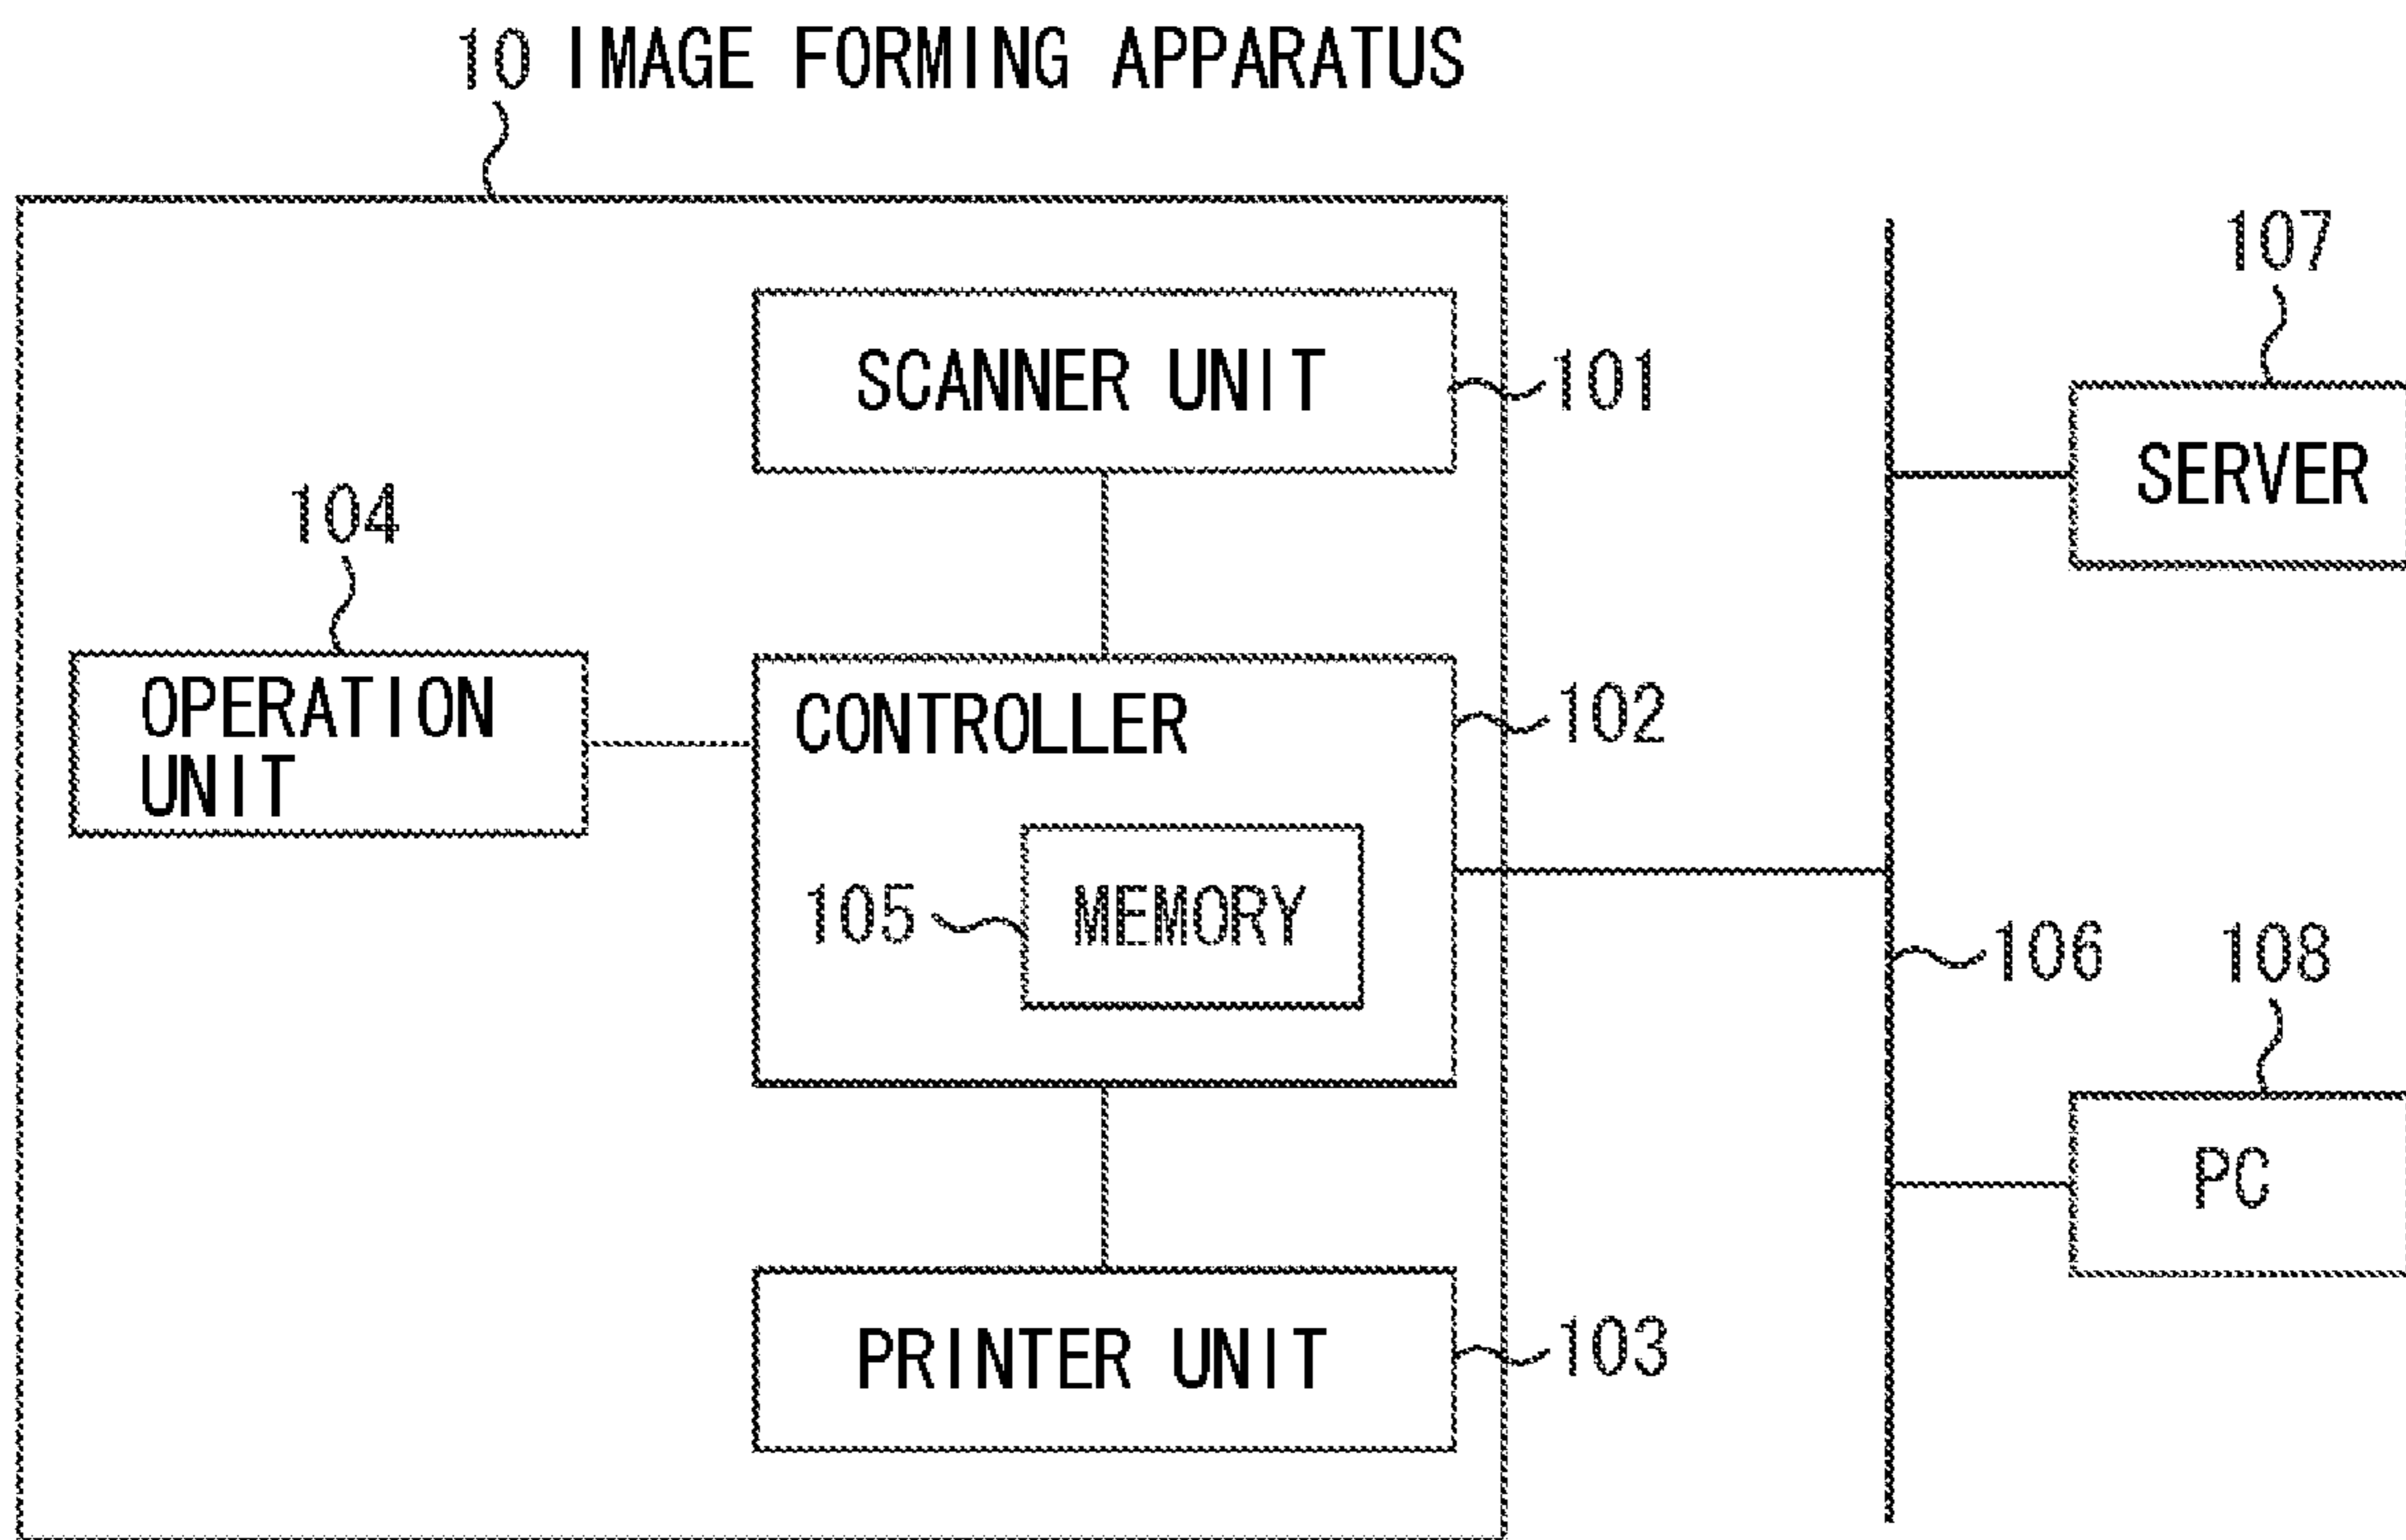 10 IMAGE FORMING APPARATUS
107
SCANNER UNIT
101
SERVER
104
OPERATION
UNIT
CONTROLLER
102
105
MEMORY
106
108
PC
PRINTER UNIT
103